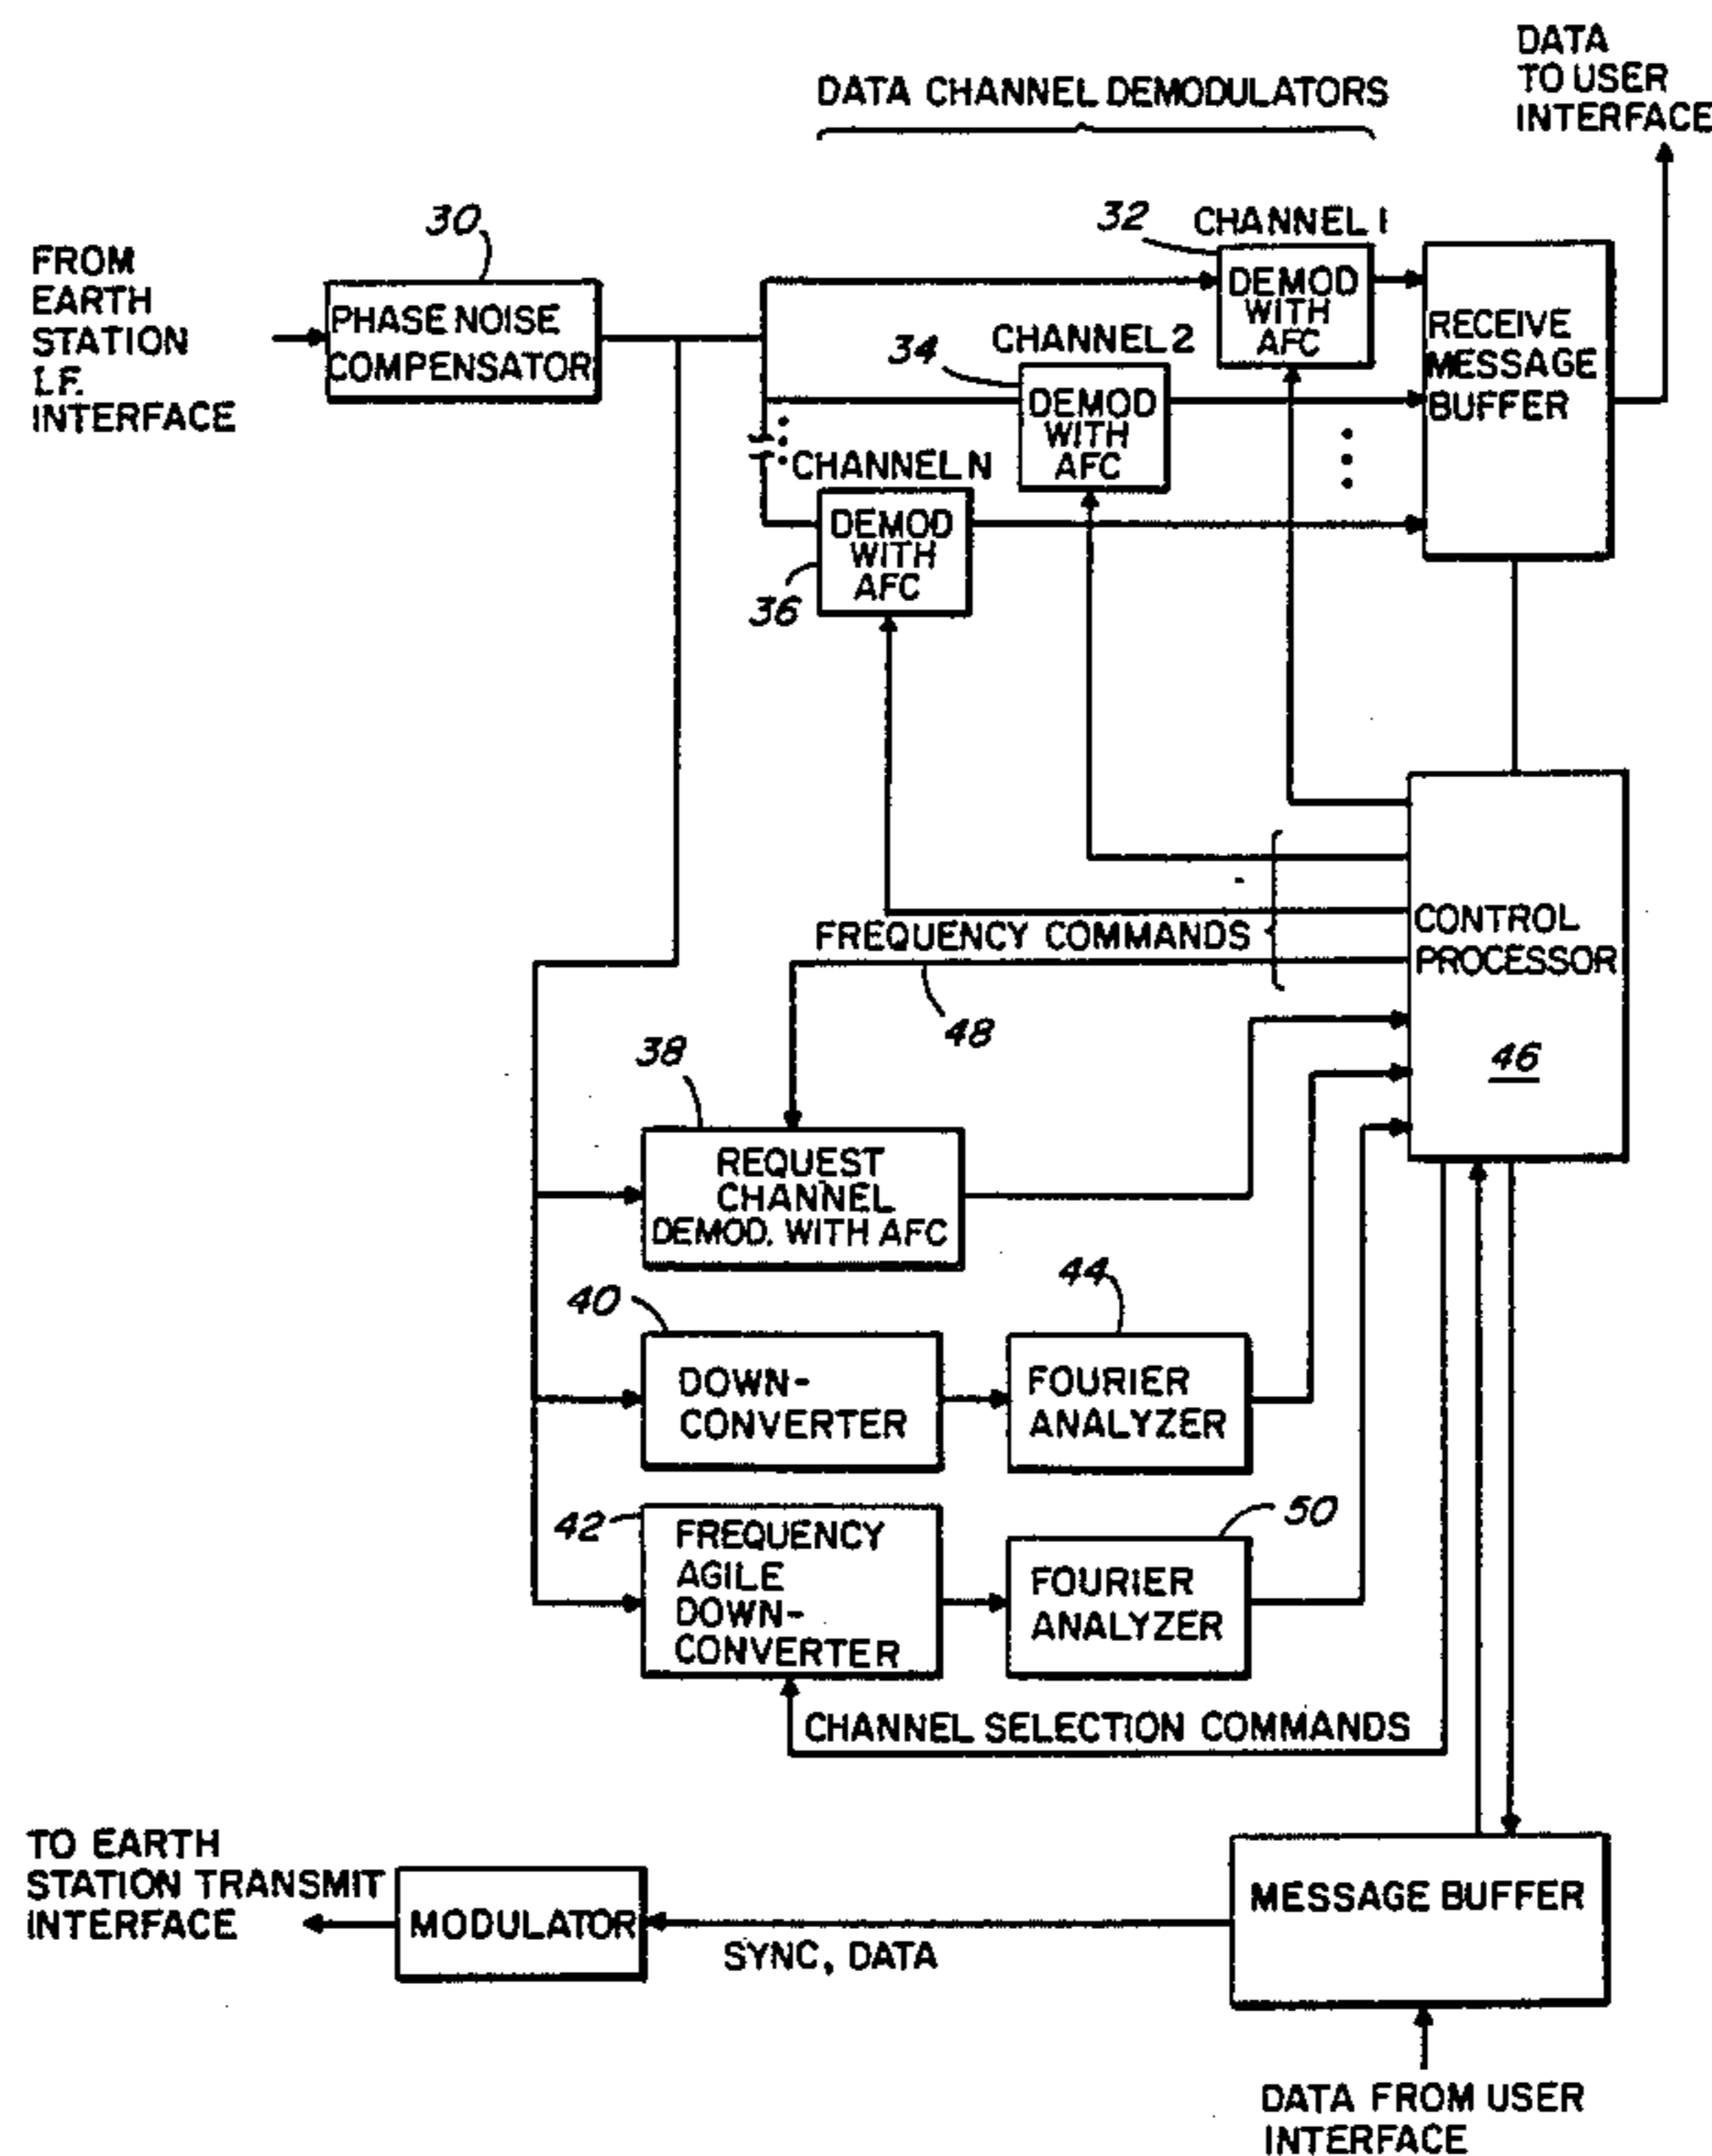 DATA
TO USER
INTERFACE
DATA CHANNEL DEMODULATORS
30
32
CHANNEL 1
FROM
EARTH
STATION
I.F.
INTERFACE
PHASE NOISE
COMPENSATOR
DEMOD
WITH
AFC
RECEIVE
MESSAGE
BUFFER
34
CHANNEL 2
DEMOD
WITH
AFC
CHANNEL N
DEMOD
WITH
AFC
36
FREQUENCY COMMANDS
CONTROL
PROCESSOR
46
48
38
REQUEST
CHANNEL
DEMOD. WITH AFC
40
44
DOWN-
CONVERTER
FOURIER
ANALYZER
42
50
FREQUENCY
AGILE
DOWN-
CONVERTER
FOURIER
ANALYZER
CHANNEL SELECTION COMMANDS
TO EARTH
STATION TRANSMIT
INTERFACE
MODULATOR
SYNC, DATA
MESSAGE BUFFER
DATA FROM USER
INTERFACE